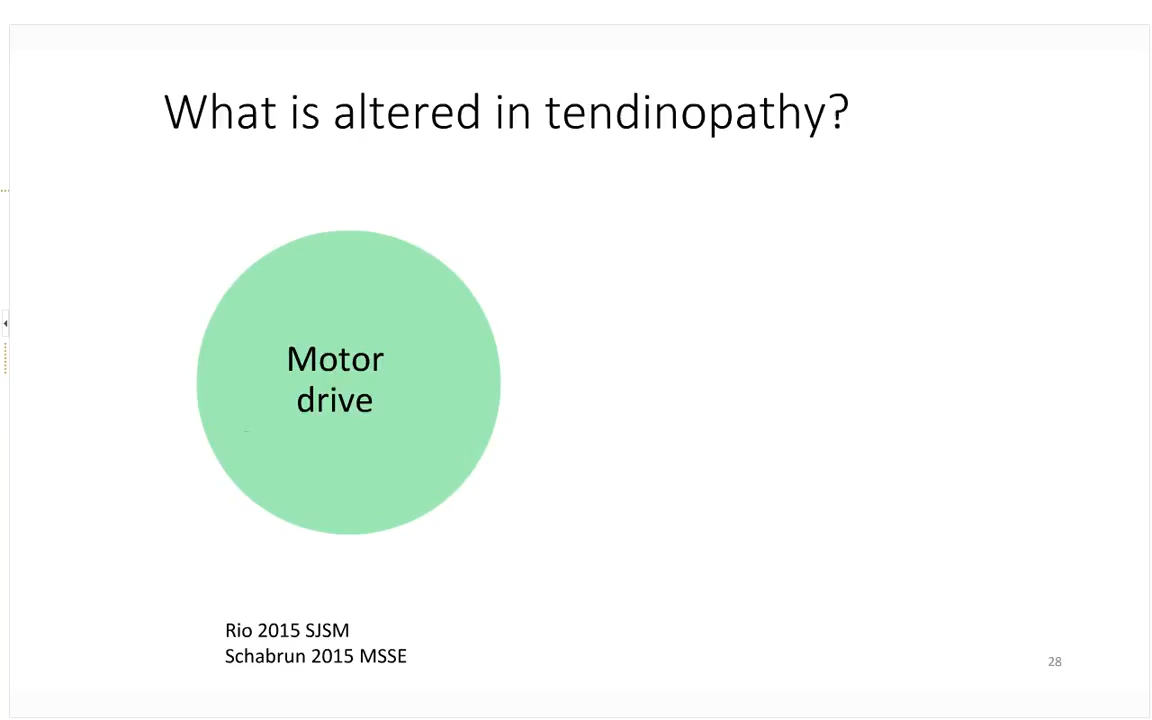 What is altered in tendinopathy?
Motor
drive
Rio 2015 SJSM
Schabrun 2015 MSSE
28